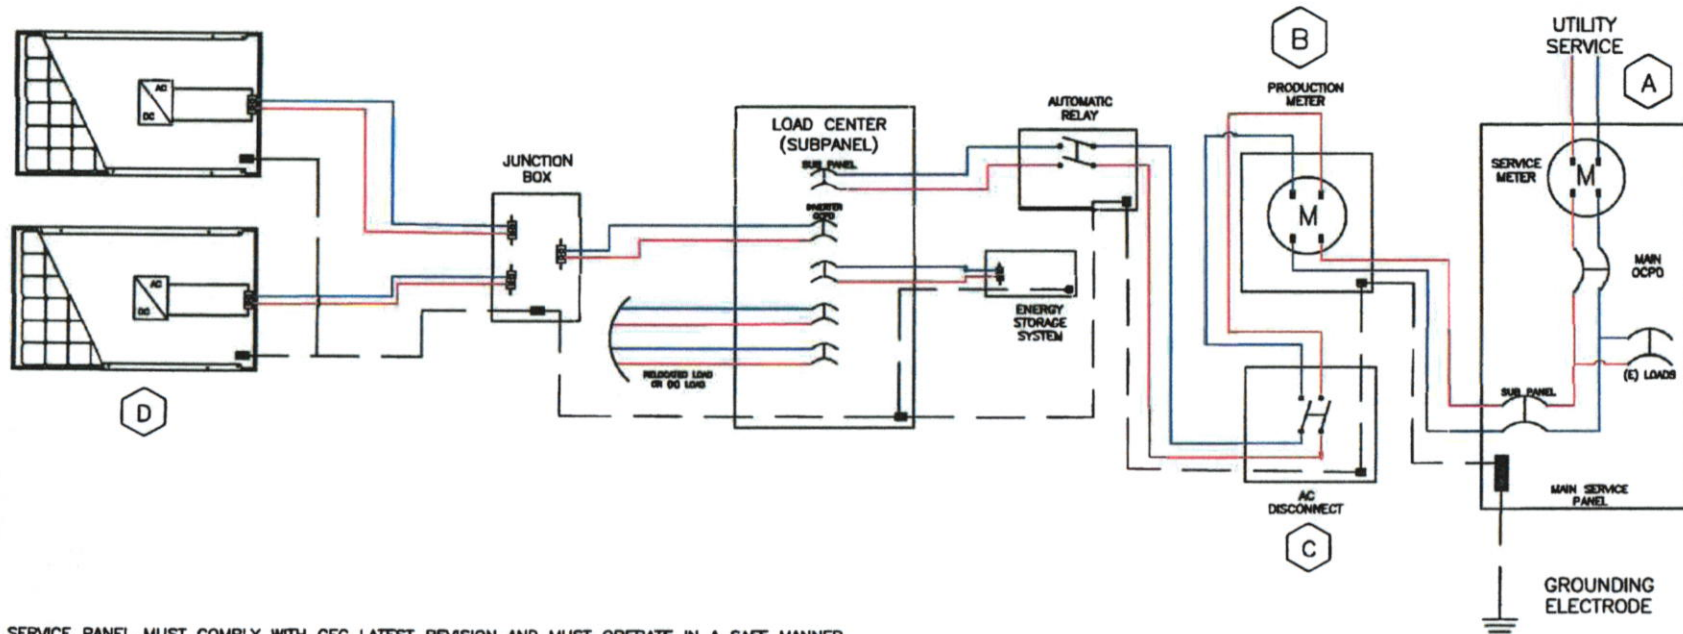 UTILITY
SERVICE
A
B
PRODUCTION
METER
AUTOMATIC
RELAY
LOAD CENTER
(SUBPANEL)
SUB PANEL
INVERTER
OCPD
JUNCTION
BOX
AC
DC
AC
DC
SERVICE
METER
M
M
MAIN
OCPD
ENERGY
STORAGE
SYSTEM
RELOCATED LOAD
OR DG LOAD
(E) LOADS
SUB PANEL
D
MAIN SERVICE
PANEL
AC
DISCONNECT
C
GROUNDING
ELECTRODE
SERVICE PANEL MUST COMPLY WITH CEC LATEST REVISION AND MUST OPERATE IN A SAFE MANNER